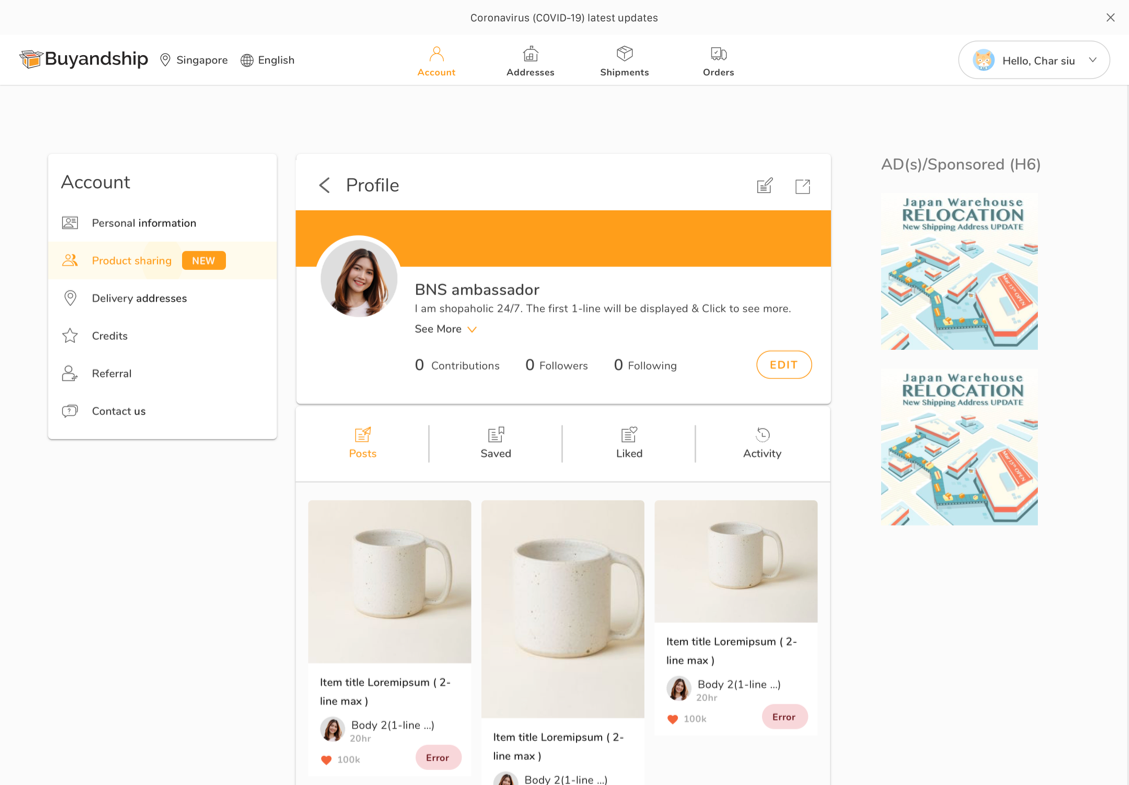 Coronavirus (COVID-19) latest updates
Buyandship
Singapore
English
Account
Addresses
Shipments
Orders
Hello, Char siu
Account
Personal information
Product sharing
NEW
Delivery addresses
Credits
Referral
Contact us
Profile
BNS ambassador
I am shopaholic 24/7. The first 1-line will be displayed & Click to see more.
See More
0 Contributions
0 Followers
0 Following
EDIT
Posts
Saved
Liked
Activity
Item title Loremipsum ( 2-
line max )
Body 2(1-line ...)
20hr
100k
Error
Item title Loremipsum ( 2-
line max )
Body 2(1-line ...)
Item title Loremipsum ( 2-
line max )
Body 2(1-line ...)
20hr
100k
Error
AD(s)/Sponsored (H6)
Japan Warehouse
RELOCATION
New Shipping Address UPDATE
Japan Warehouse
RELOCATION
New Shipping Address UPDATE